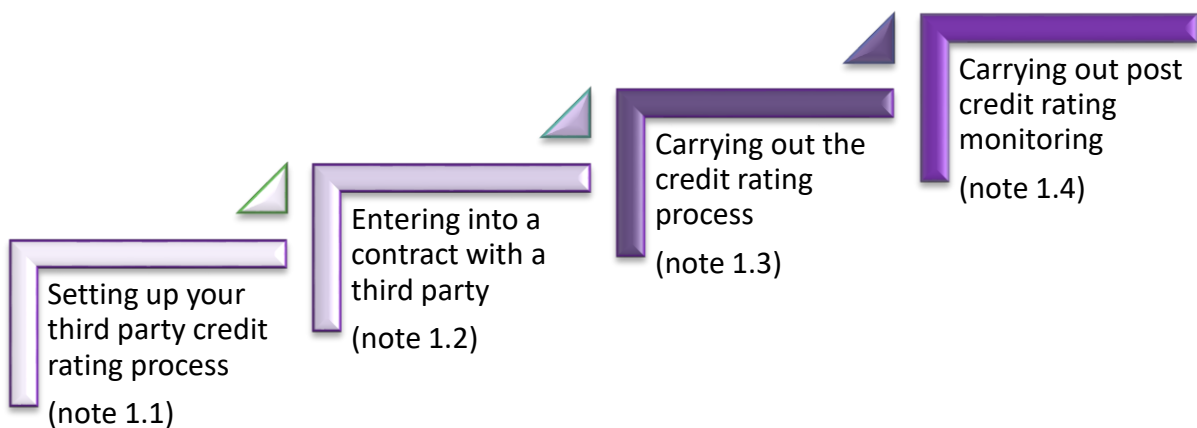 Setting up your
third party credit
rating process
(note 1.1)
Entering into a
contract with a
third party
(note 1.2)
Carrying out the
credit rating
process
(note 1.3)
Carrying out post
credit rating
monitoring
(note 1.4)